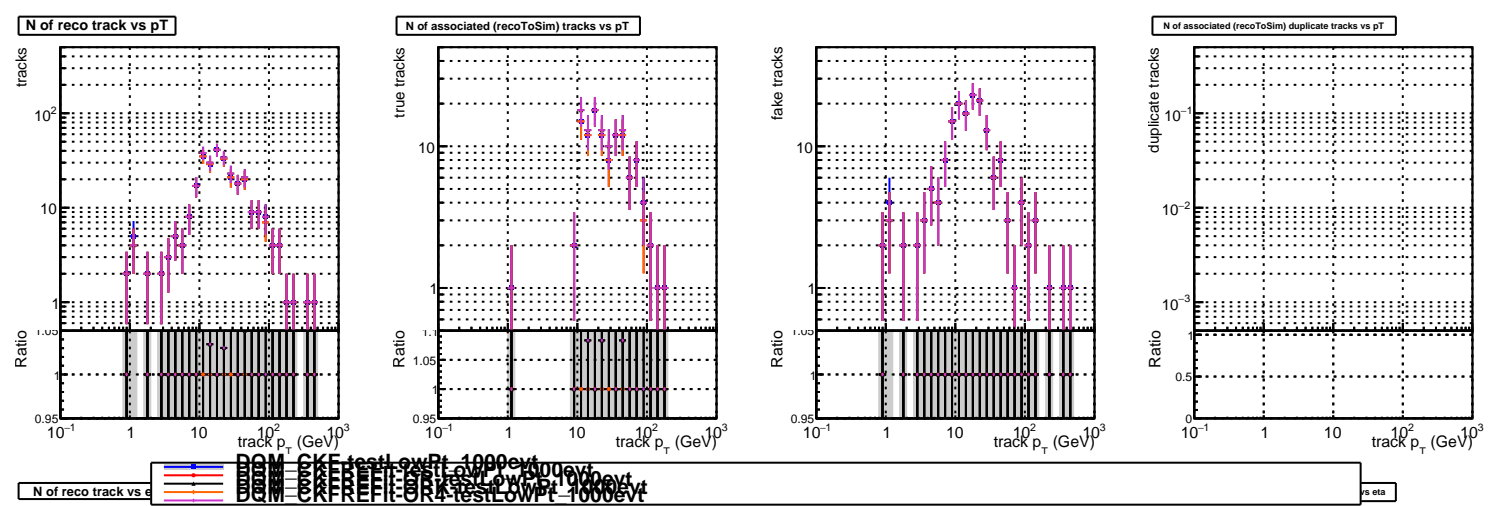 N of reco track vs pT
N of associated (recoToSim) tracks vs pT
N of associated (recoToSim) duplicate tracks vs pT
tracks
10²
10
1
Ratio
1.05
1
0.95
10⁻¹ 1 10 10² 10³
track p_T (GeV)
true tracks
10
1
Ratio
1.1
1.05
1
0.95
10⁻¹ 1 10 10² 10³
track p_T (GeV)
fake tracks
10
1
Ratio
1.05
1
0.95
10⁻¹ 1 10 10² 10³
track p_T (GeV)
duplicate tracks
10⁻¹
10⁻²
10⁻³
Ratio
1
0.5
0
10⁻¹ 1 10 10² 10³
track p_T (GeV)
DQM_CKF-testLowPt_1000evt
DQM_CKFREFit-testLowPt_1000evt
DQM_CKFREFit-OR4-testLowPt_1000evt
N of reco track vs e
vs eta